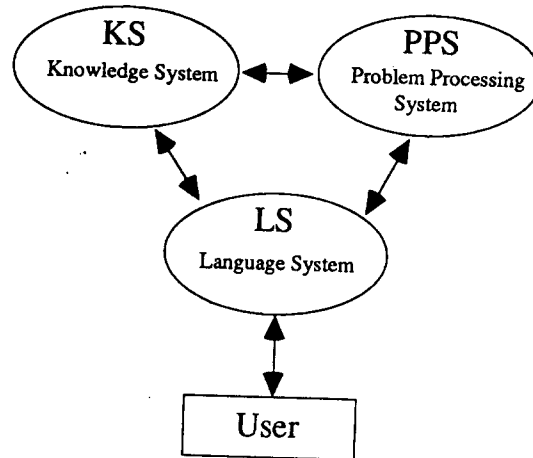 KS
Knowledge System
PPS
Problem Processing
System
LS
Language System
User